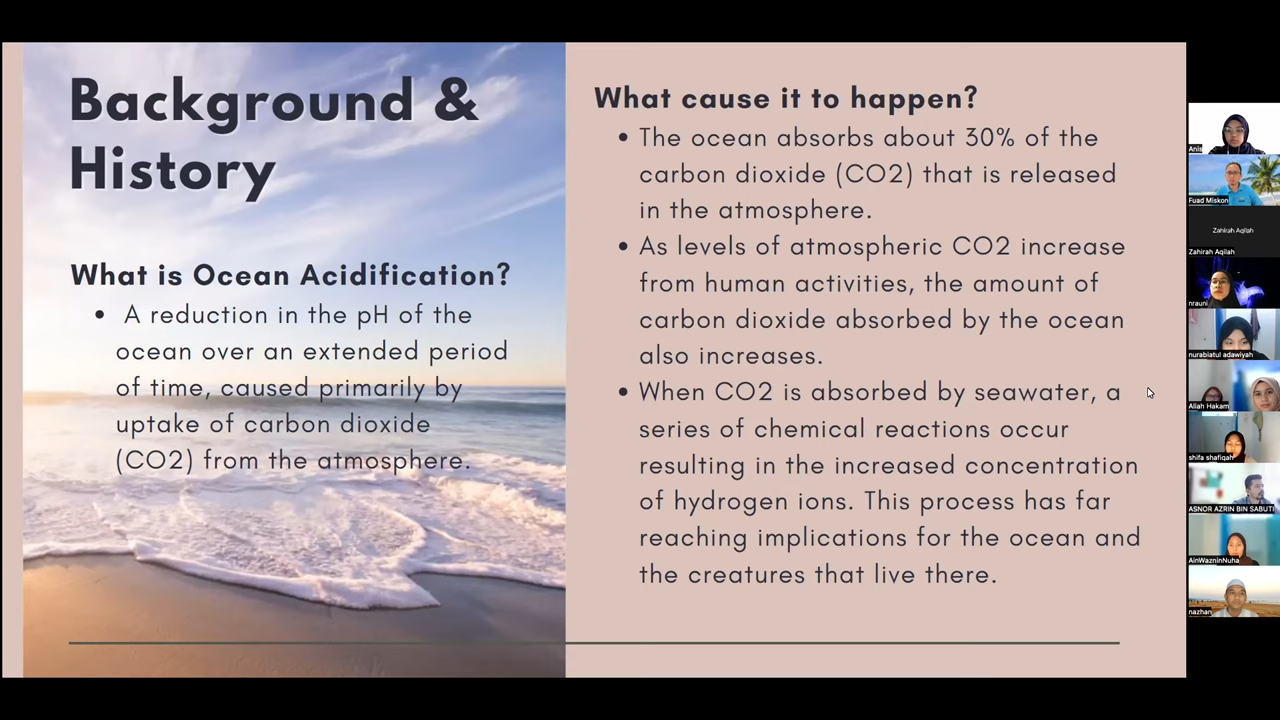 Background &
History
What is Ocean Acidification?
• A reduction in the pH of the
ocean over an extended period
of time, caused primarily by
uptake of carbon dioxide
(CO2) from the atmosphere.
What cause it to happen?
• The ocean absorbs about 30% of the
carbon dioxide (CO2) that is released
in the atmosphere.
• As levels of atmospheric CO2 increase
from human activities, the amount of
carbon dioxide absorbed by the ocean
also increases.
• When CO2 is absorbed by seawater, a
series of chemical reactions occur
resulting in the increased concentration
of hydrogen ions. This process has far
reaching implications for the ocean and
the creatures that live there.
Anis
Fuad Miskon
Zahirah Aqilah
Zahirah Aqilah
nrauni
nurabiatul adawiyah
Allah Hakam
shifa shafiqah
ASNOR AZRIN BIN SABUTI
AinWazninNuha
nazhan